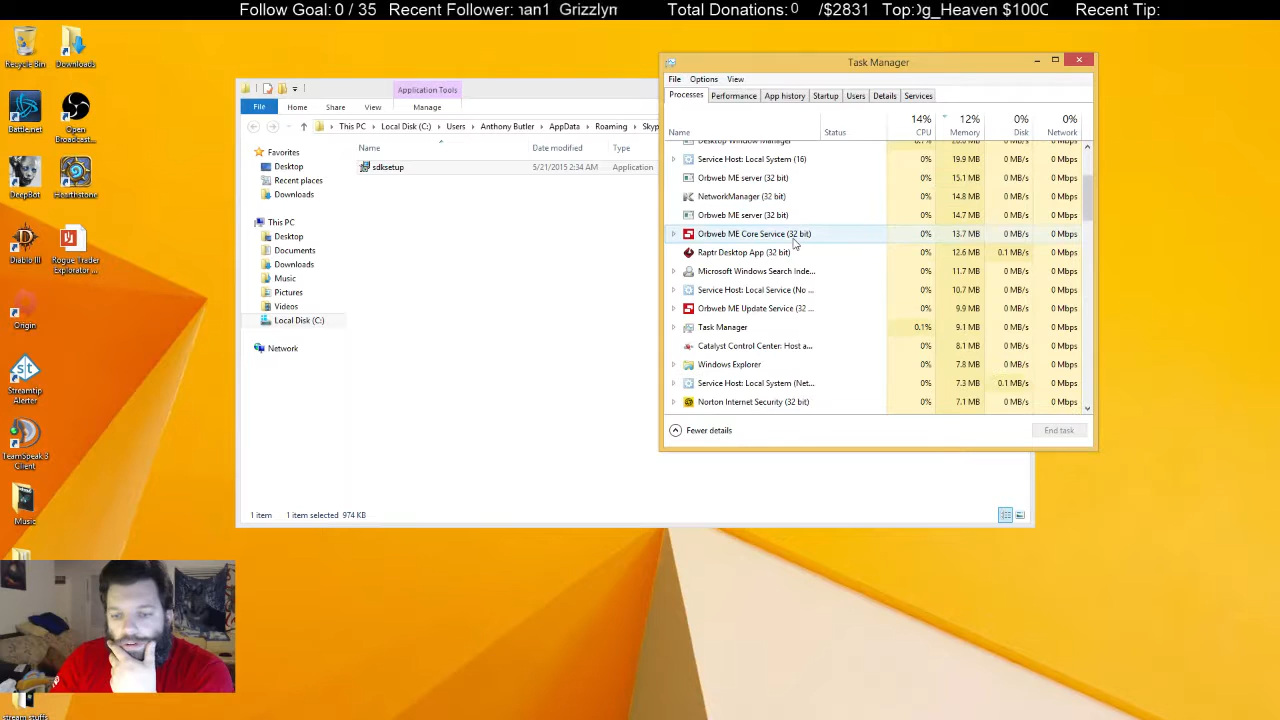 Follow Goal: 0 / 35 Recent Follower: nan1 Grizzlym Total Donations: 0 /$2831 Top: g_Heaven $100 Recent Tip:
Recycle Bin
Downloads
Battle.net
Open Broadcast...
DeepBot
Hearthstone
Diablo III
Rogue Trader Explorator...
Origin
Streamtip Alerter
TeamSpeak 3 Client
Music
stream stuffs
Application Tools
File Home Share View Manage
This PC Local Disk (C:) Users Anthony Butler AppData Roaming Skyp
Name Date modified Type
sdksetup 5/21/2015 2:34 AM Application
Favorites
Desktop
Recent places
Downloads
This PC
Desktop
Documents
Downloads
Music
Pictures
Videos
Local Disk (C:)
Network
1 item 1 item selected 974 KB
Task Manager
File Options View
Processes Performance App history Startup Users Details Services
14% 12% 0% 0%
Name Status CPU Memory Disk Network
Desktop Window Manager
Service Host: Local System (16) 0% 19.9 MB 0 MB/s 0 Mbps
Orbweb ME server (32 bit) 0% 15.1 MB 0 MB/s 0 Mbps
NetworkManager (32 bit) 0% 14.8 MB 0 MB/s 0 Mbps
Orbweb ME server (32 bit) 0% 14.7 MB 0 MB/s 0 Mbps
Orbweb ME Core Service (32 bit) 0% 13.7 MB 0 MB/s 0 Mbps
Raptr Desktop App (32 bit) 0% 12.6 MB 0.1 MB/s 0 Mbps
Microsoft Windows Search Inde... 0% 11.7 MB 0 MB/s 0 Mbps
Service Host: Local Service (No ... 0% 10.7 MB 0 MB/s 0 Mbps
Orbweb ME Update Service (32 ... 0% 9.9 MB 0 MB/s 0 Mbps
Task Manager 0.1% 9.1 MB 0 MB/s 0 Mbps
Catalyst Control Center: Host a... 0% 8.1 MB 0 MB/s 0 Mbps
Windows Explorer 0% 7.8 MB 0 MB/s 0 Mbps
Service Host: Local System (Net... 0% 7.3 MB 0.1 MB/s 0 Mbps
Norton Internet Security (32 bit) 0% 7.1 MB 0 MB/s 0 Mbps
Fewer details End task